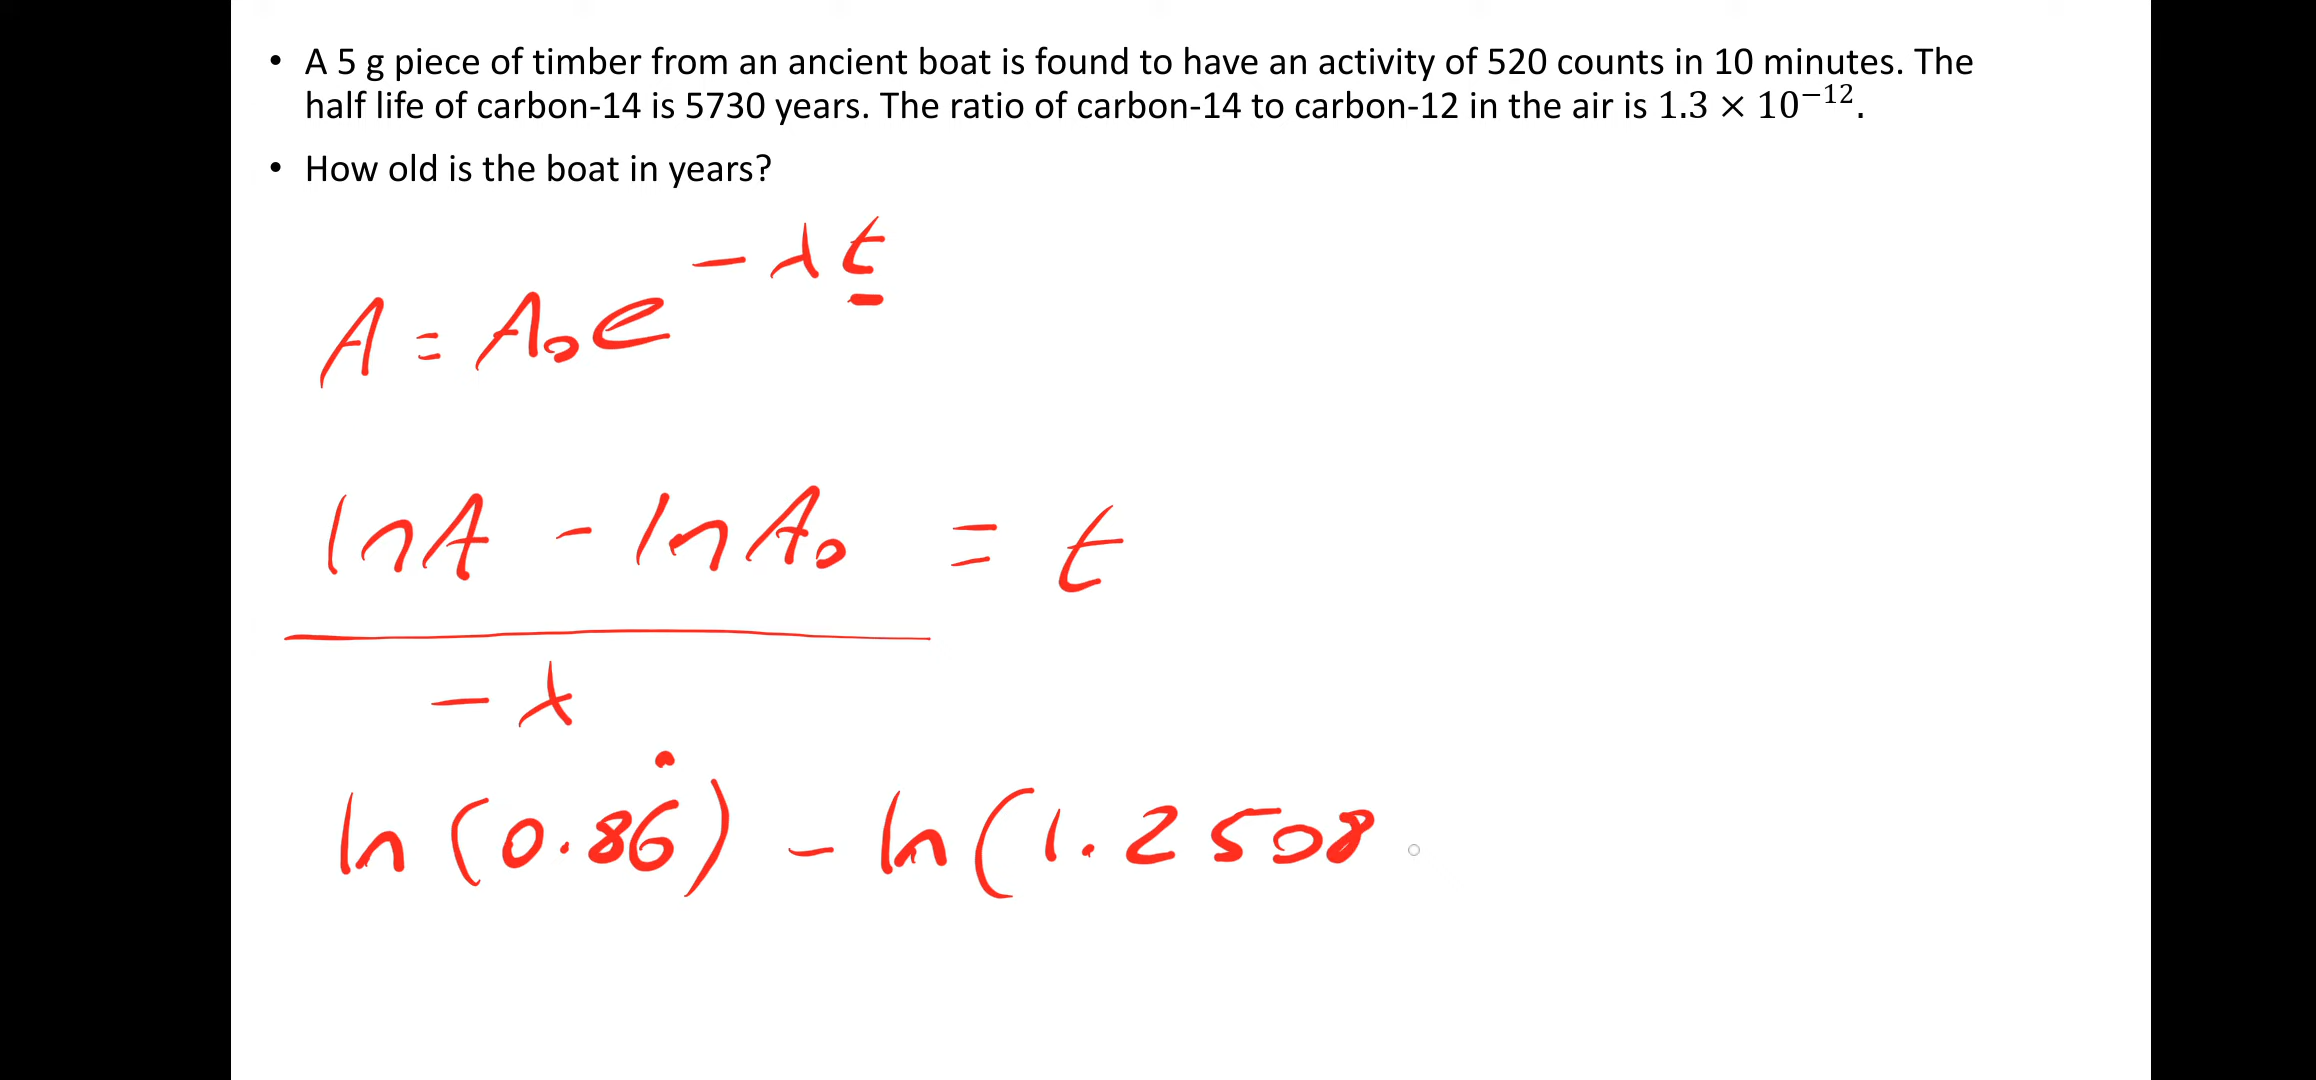 • A 5 g piece of timber from an ancient boat is found to have an activity of 520 counts in 10 minutes. The
half life of carbon-14 is 5730 years. The ratio of carbon-14 to carbon-12 in the air is 1.3 × 10⁻¹².
• How old is the boat in years?
A = A₀e^(-λt)
lnA - lnA₀ = t
-λ
ln(0.86̇) - ln(1.2508